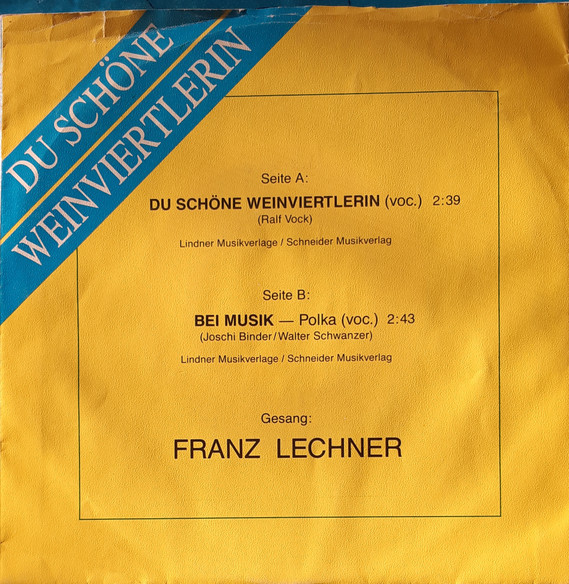 DU SCHÖNE
WEINVIERTLERIN
Seite A:
DU SCHÖNE WEINVIERTLERIN (voc.) 2:39
(Ralf Vock)
Lindner Musikverlage / Schneider Musikverlag
Seite B:
BEI MUSIK — Polka (voc.) 2:43
(Joschi Binder/Walter Schwanzer)
Lindner Musikverlage / Schneider Musikverlag
Gesang:
FRANZ LECHNER